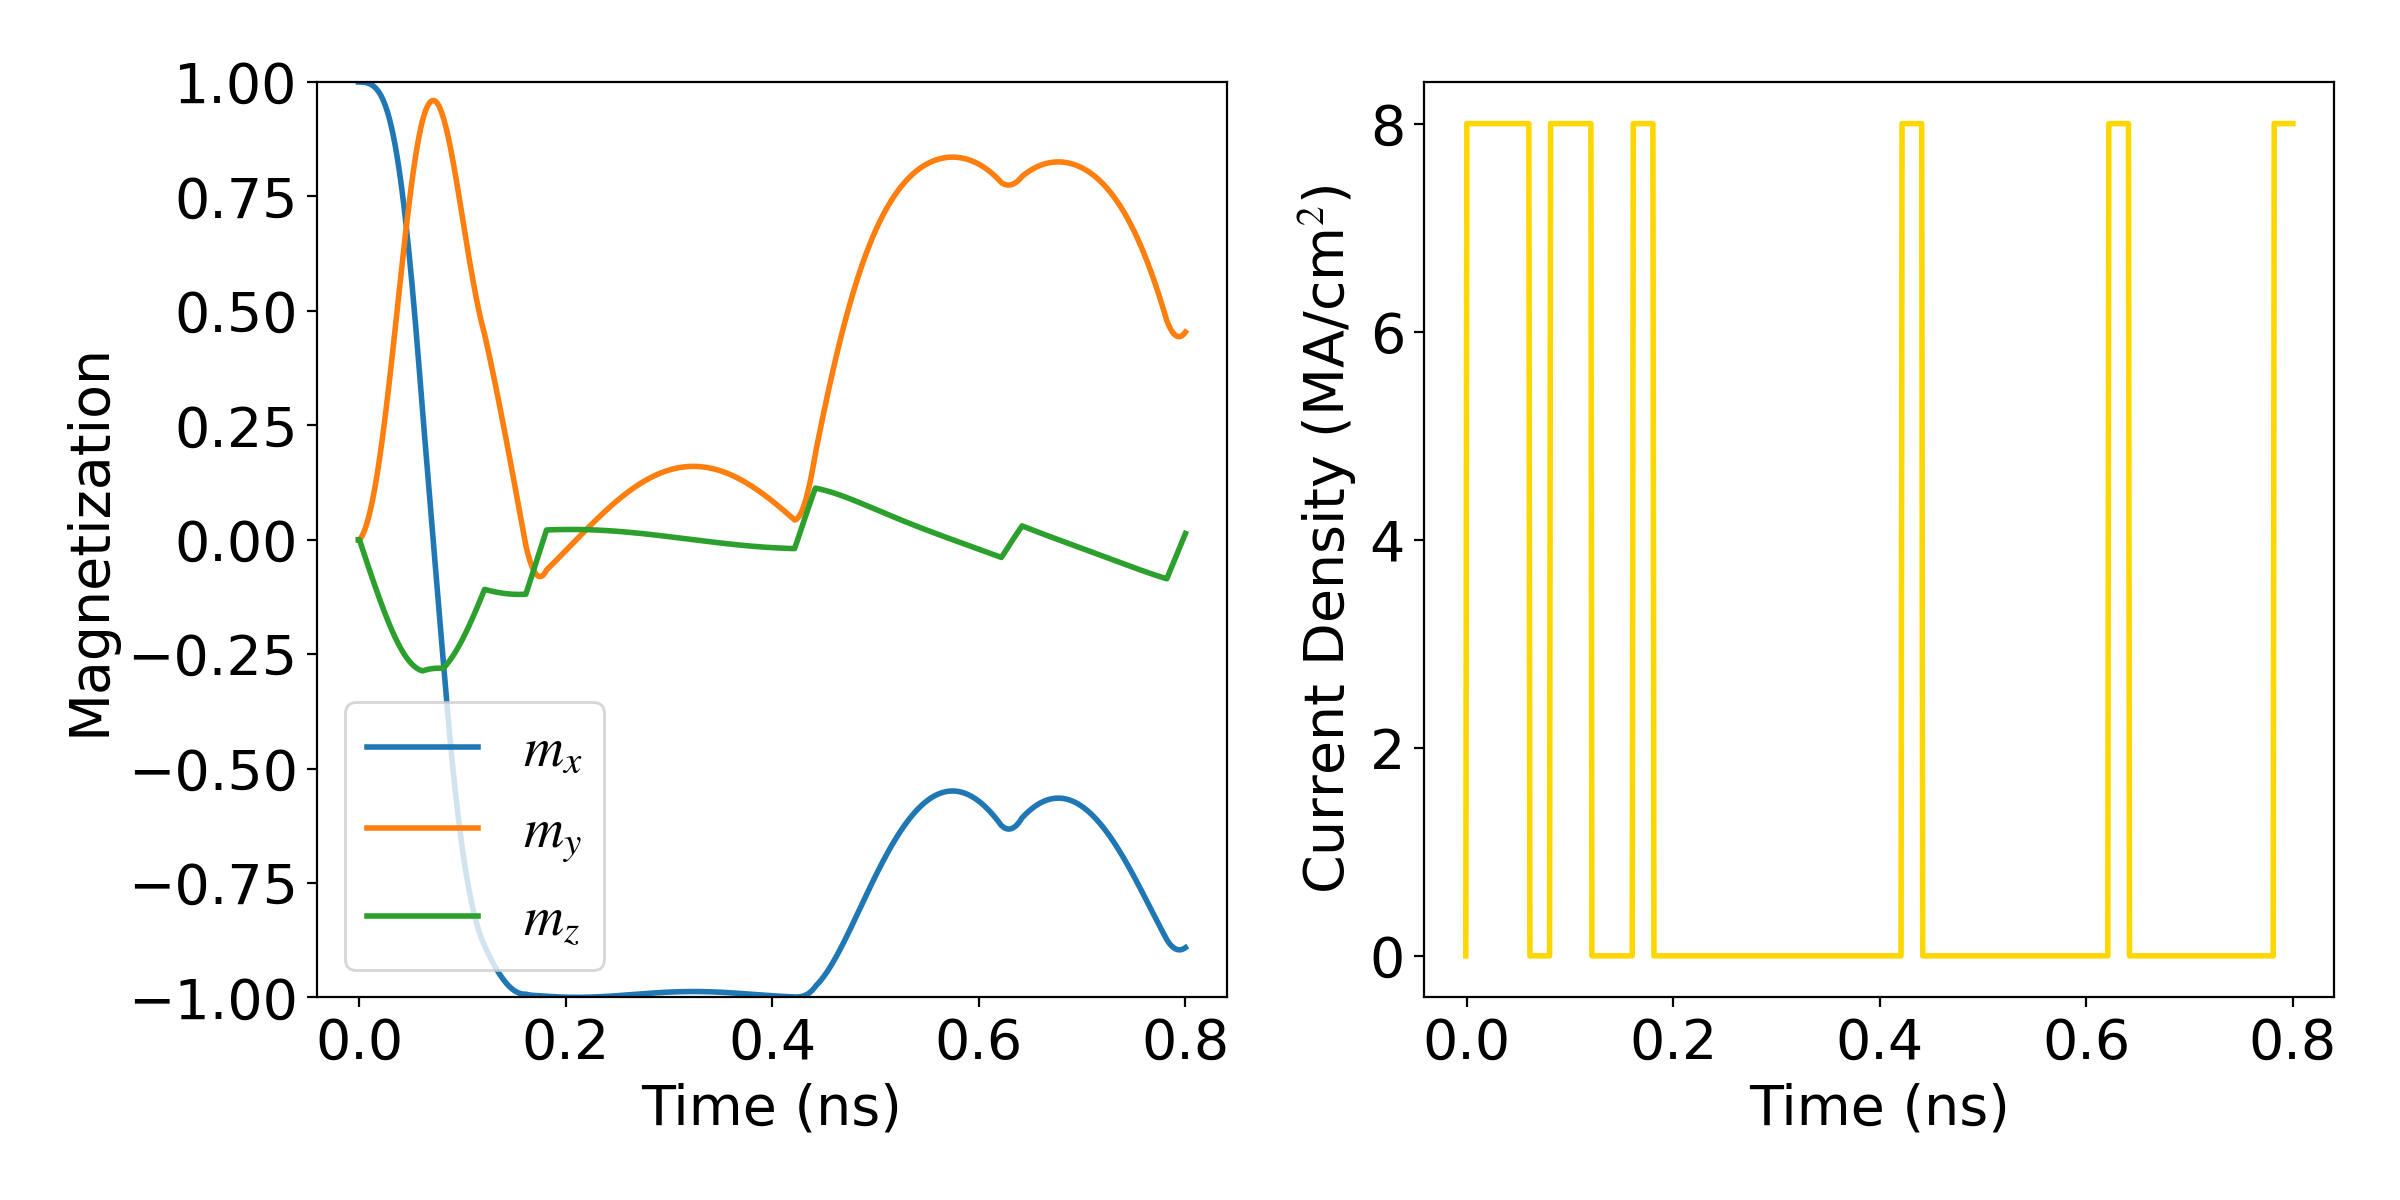 Magnetization
1.00
0.75
0.50
0.25
0.00
−0.25
−0.50
−0.75
−1.00
m_x
m_y
m_z
0.0 0.2 0.4 0.6 0.8
Time (ns)
Current Density (MA/cm²)
8
6
4
2
0
0.0 0.2 0.4 0.6 0.8
Time (ns)